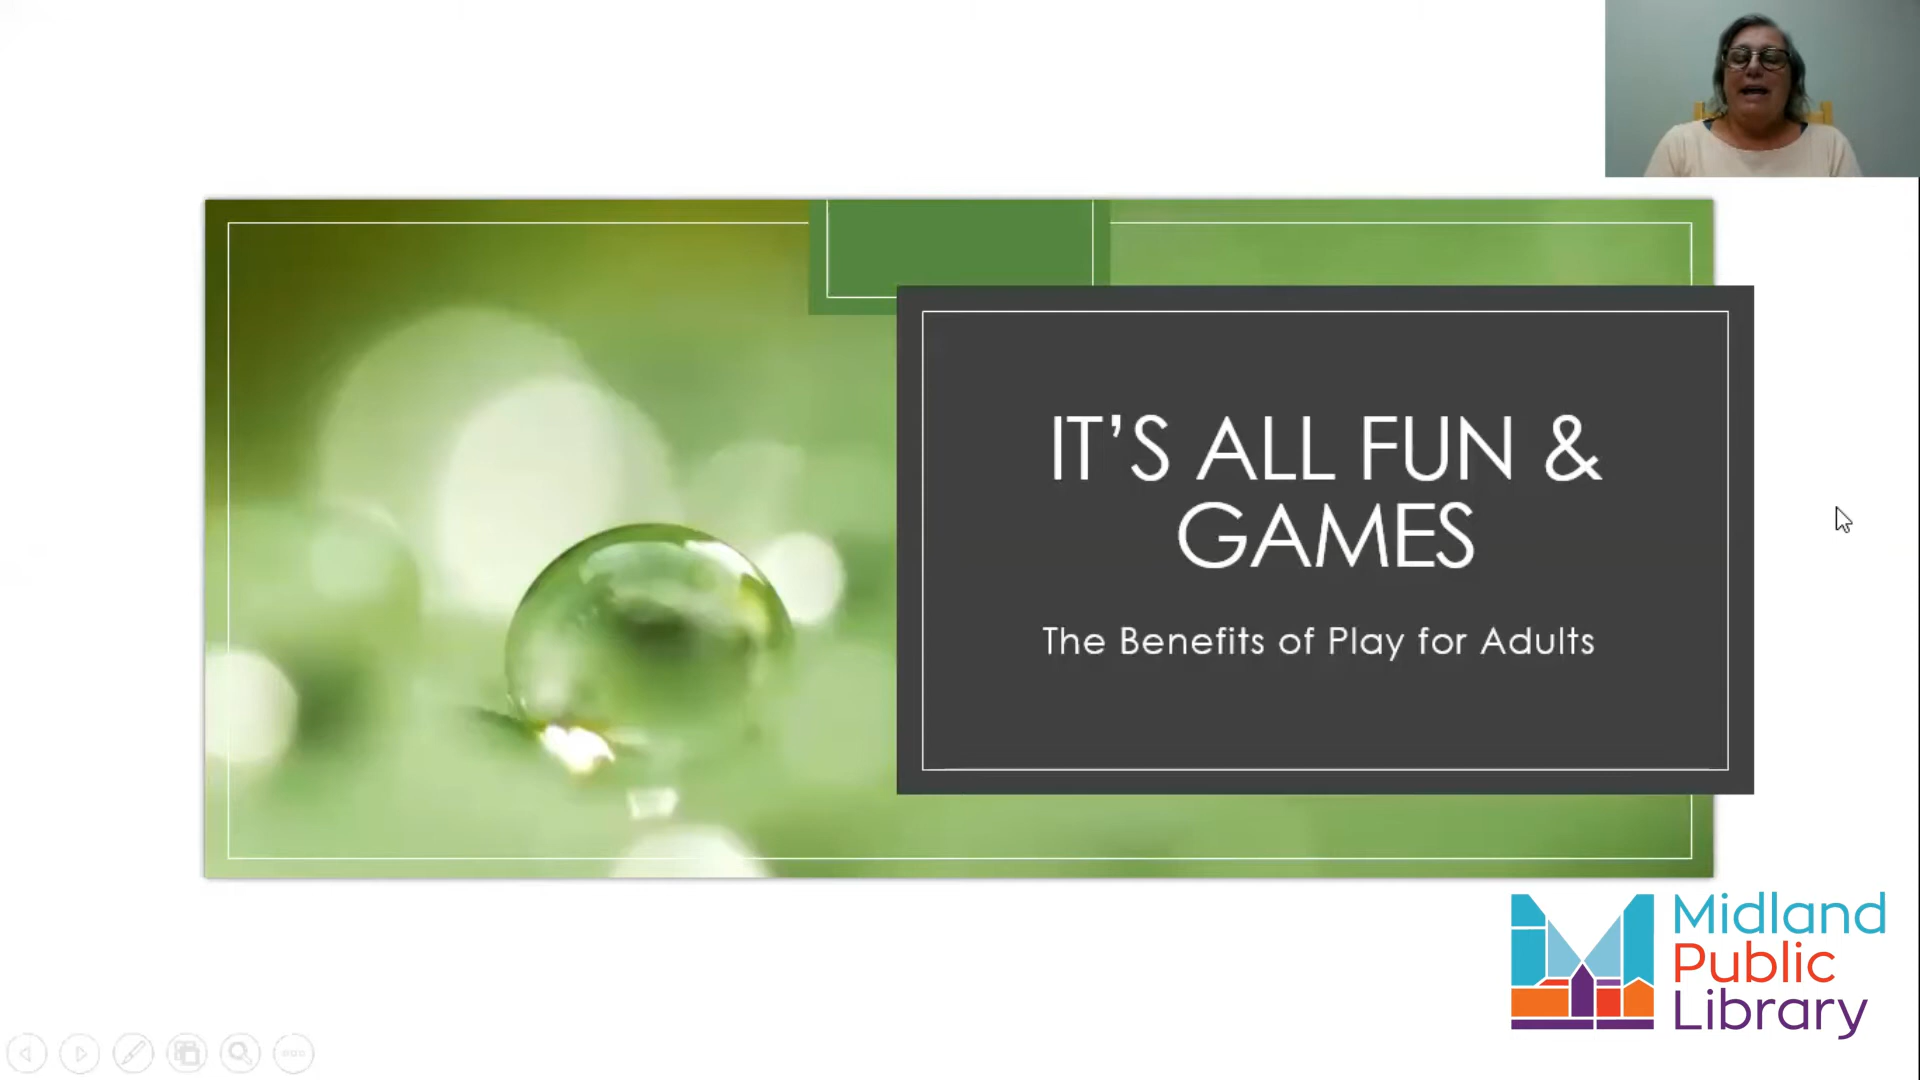 IT’S ALL FUN &
GAMES
The Benefits of Play for Adults
Midland
Public
Library